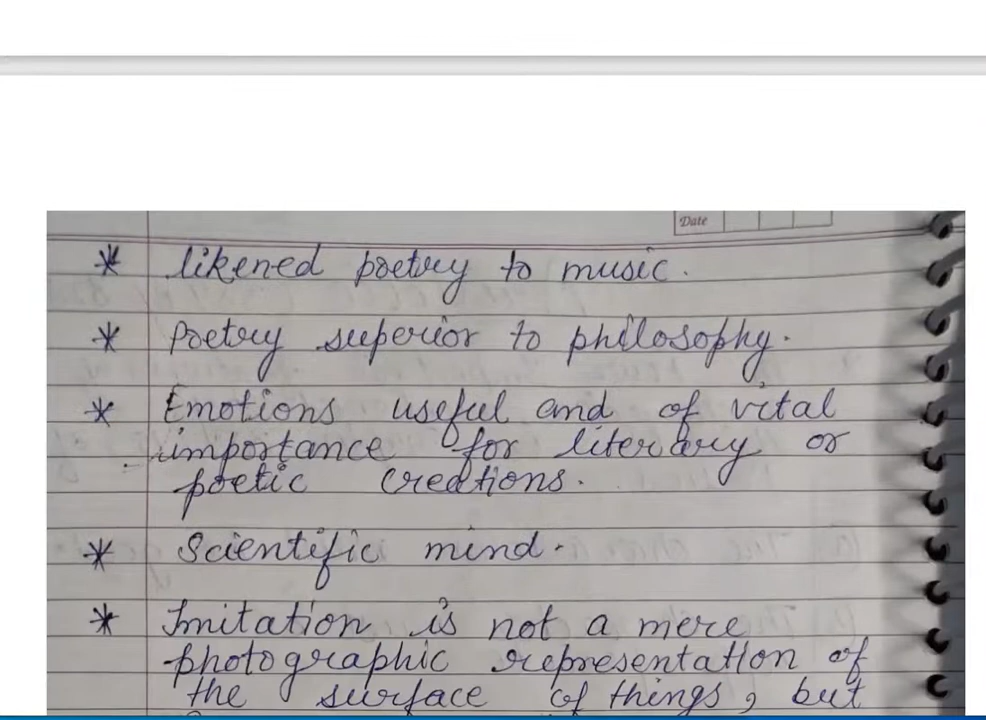 Date
* likened poetry to music.
* Poetry superior to philosophy.
* Emotions useful and of vital
importance for literary or
poetic creations.
* Scientific mind.
* Imitation is not a mere
photographic representation of
the surface of things, but